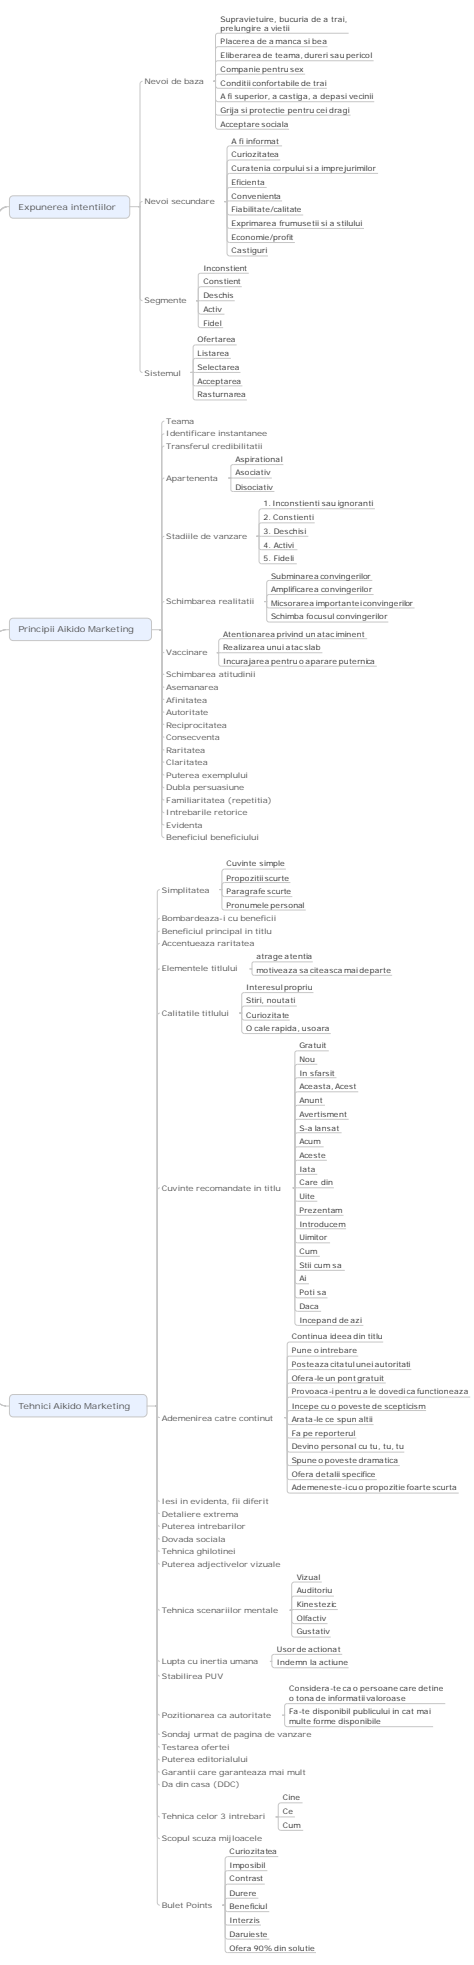 Expunerea intentiilor
Nevoi de baza
Supravietuire, bucuria de a trai,
prelungire a vietii
Placerea de a manca si bea
Eliberarea de teama, dureri sau pericol
Companie pentru sex
Conditii confortabile de trai
A fi superior, a castiga, a depasi vecinii
Grija si protectie pentru cei dragi
Acceptare sociala
Nevoi secundare
A fi informat
Curiozitatea
Curatenia corpului si a imprejurimilor
Eficienta
Convenienta
Fiabilitate/calitate
Exprimarea frumusetii si a stilului
Economie/profit
Castiguri
Segmente
Inconstient
Constient
Deschis
Activ
Fidel
Sistemul
Ofertarea
Listarea
Selectarea
Acceptarea
Rasturnarea
Principii Aikido Marketing
Teama
Identificare instantanee
Transferul credibilitatii
Apartenenta
Aspirational
Asociativ
Disociativ
Stadiile de vanzare
1. Inconstienti sau ignoranti
2. Constienti
3. Deschisi
4. Activi
5. Fideli
Schimbarea realitatii
Subminarea convingerilor
Amplificarea convingerilor
Micsorarea importantei convingerilor
Schimba focusul convingerilor
Vaccinare
Atentionarea privind un atac iminent
Realizarea unui atac slab
Incurajarea pentru o aparare puternica
Schimbarea atitudinii
Asemanarea
Afinitatea
Autoritate
Reciprocitatea
Consecventa
Raritatea
Claritatea
Puterea exemplului
Dubla persuasiune
Familiaritatea (repetitia)
Intrebarile retorice
Evidenta
Beneficiul beneficiului
Tehnici Aikido Marketing
Simplitatea
Cuvinte simple
Propozitii scurte
Paragrafe scurte
Pronumele personal
Bombardeaza-i cu beneficii
Beneficiul principal in titlu
Accentueaza raritatea
Elementele titlului
atrage atentia
motiveaza sa citeasca mai departe
Calitatile titlului
Interesul propriu
Stiri, noutati
Curiozitate
O cale rapida, usoara
Cuvinte recomandate in titlu
Gratuit
Nou
In sfarsit
Aceasta, Acest
Anunt
Avertisment
S-a lansat
Acum
Aceste
Iata
Care din
Uite
Prezentam
Introducem
Uimitor
Cum
Stii cum sa
Ai
Poti sa
Daca
Incepand de azi
Ademenirea catre continut
Continua ideea din titlu
Pune o intrebare
Posteaza citatul unei autoritati
Ofera-le un pont gratuit
Provoaca-i pentru a le dovedi ca functioneaza
Incepe cu o poveste de scepticism
Arata-le ce spun altii
Fa pe reporterul
Devino personal cu tu, tu, tu
Spune o poveste dramatica
Ofera detalii specifice
Ademeneste-i cu o propozitie foarte scurta
Iesi in evidenta, fii diferit
Detaliere extrema
Puterea intrebarilor
Dovada sociala
Tehnica ghilotinei
Puterea adjectivelor vizuale
Tehnica scenariilor mentale
Vizual
Auditoriu
Kinestezic
Olfactiv
Gustativ
Lupta cu inertia umana
Usor de actionat
Indemn la actiune
Stabilirea PUV
Pozitionarea ca autoritate
Considera-te ca o persoane care detine
o tona de informatii valoroase
Fa-te disponibil publicului in cat mai
multe forme disponibile
Sondaj urmat de pagina de vanzare
Testarea ofertei
Puterea editorialului
Garantii care garanteaza mai mult
Da din casa (DDC)
Tehnica celor 3 intrebari
Cine
Ce
Cum
Scopul scuza mijloacele
Bulet Points
Curiozitatea
Imposibil
Contrast
Durere
Beneficiul
Interzis
Daruieste
Ofera 90% din solutie